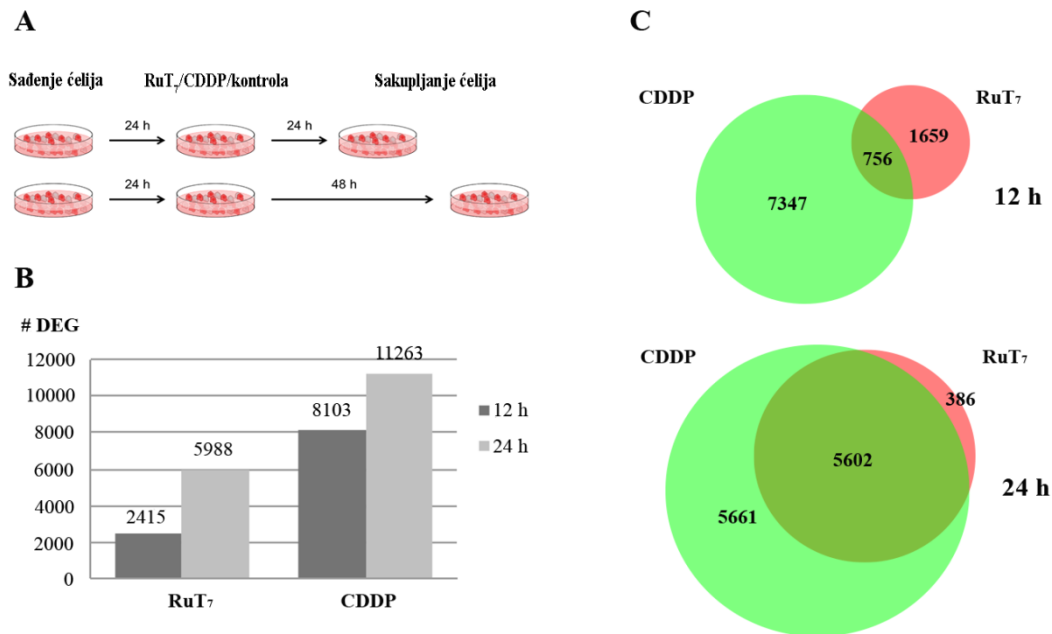 A
Sađenje ćelija
RuT7/CDDP/kontrola
Sakupljanje ćelija
24 h
24 h
24 h
48 h
B
# DEG
12000
10000
8000
6000
4000
2000
0
2415
5988
8103
11263
RuT7
CDDP
12 h
24 h
C
CDDP
RuT7
7347
756
1659
12 h
CDDP
RuT7
5661
5602
386
24 h